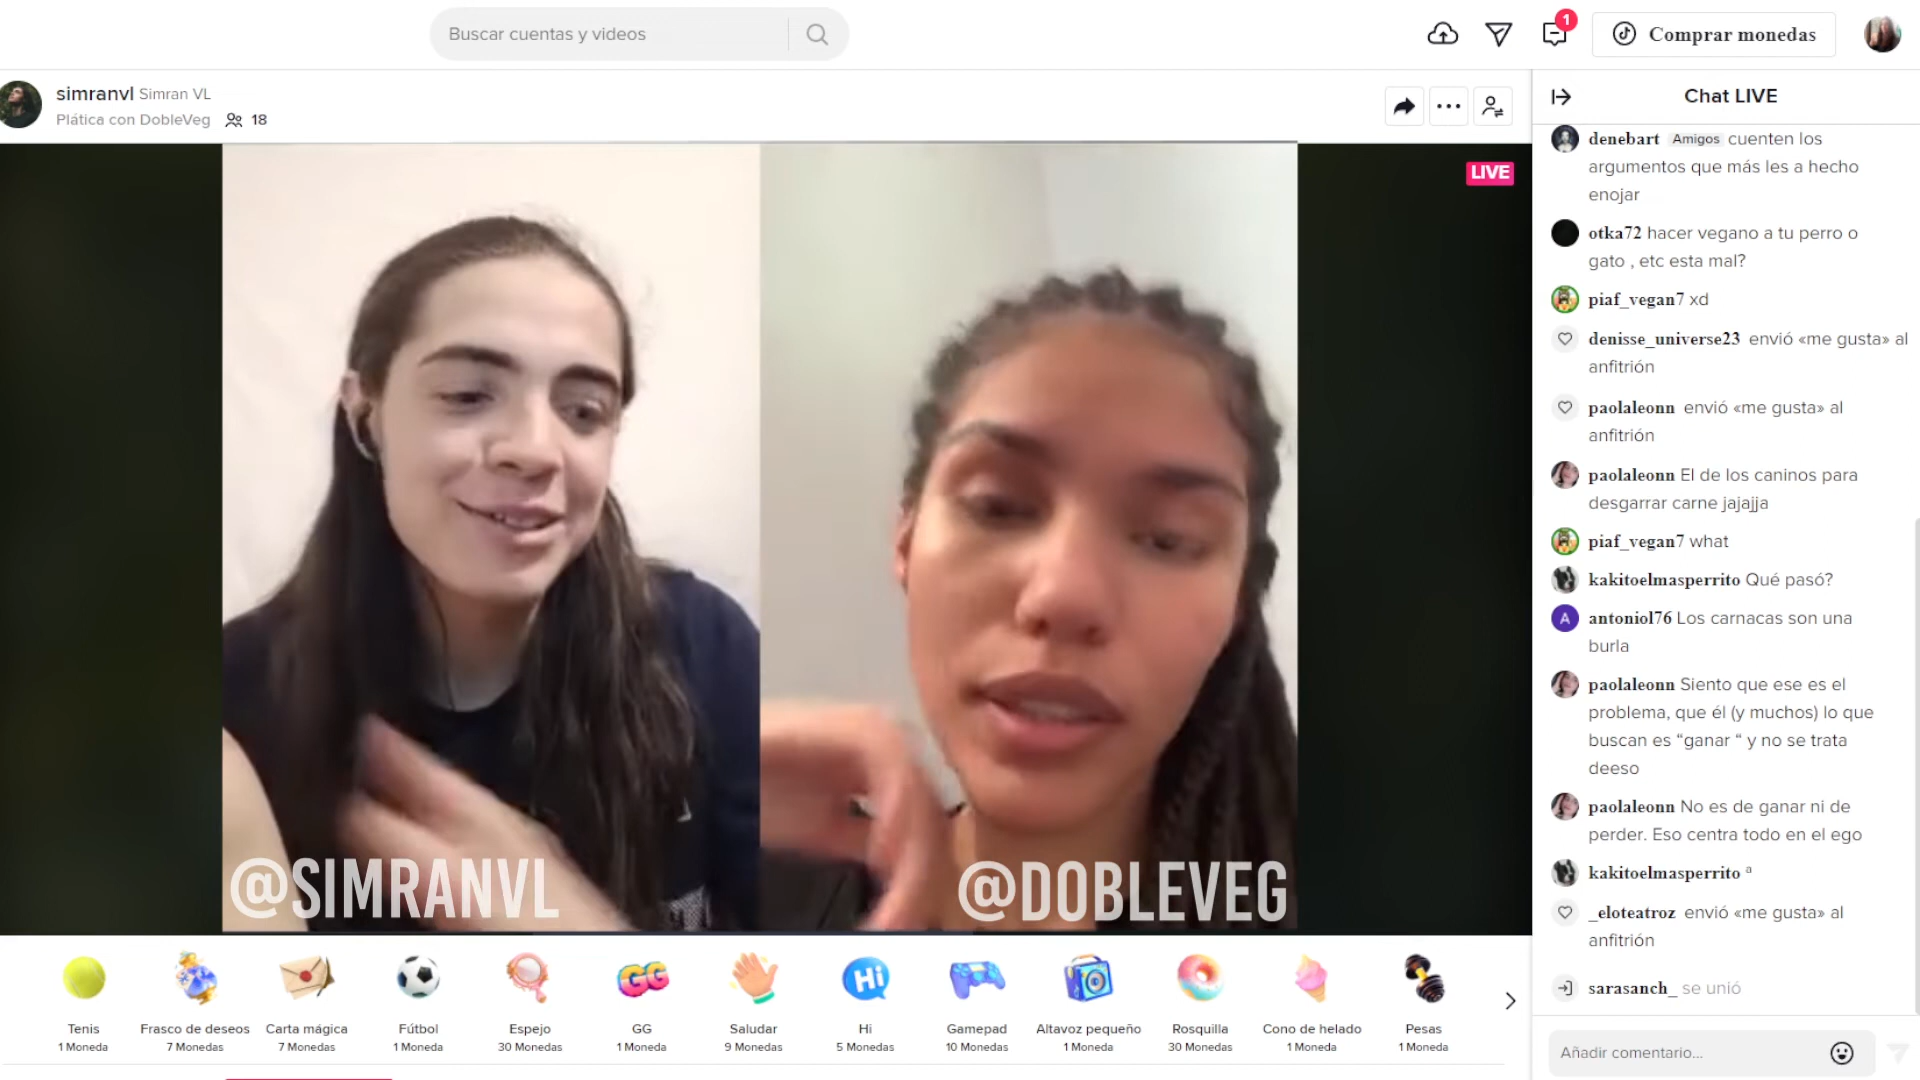 Buscar cuentas y videos
1
Comprar monedas
simranvl Simran VL
Plática con DobleVeg 18
LIVE
@SIMRANVL
@DOBLEVEG
Chat LIVE
denebart Amigos cuenten los
argumentos que más les a hecho
enojar
otka72 hacer vegano a tu perro o
gato , etc esta mal?
piaf_vegan7 xd
denisse_universe23 envió «me gusta» al
anfitrión
paolaleonn envió «me gusta» al
anfitrión
paolaleonn El de los caninos para
desgarrar carne jajajja
piaf_vegan7 what
kakitoelmasperrito Qué pasó?
A
antoniol76 Los carnacas son una
burla
paolaleonn Siento que ese es el
problema, que él (y muchos) lo que
buscan es “ganar “ y no se trata
deeso
paolaleonn No es de ganar ni de
perder. Eso centra todo en el ego
kakitoelmasperrito ª
_eloteatroz envió «me gusta» al
anfitrión
sarasanch_ se unió
Añadir comentario...
GG
Hi
Tenis
1 Moneda
Frasco de deseos
7 Monedas
Carta mágica
7 Monedas
Fútbol
1 Moneda
Espejo
30 Monedas
GG
1 Moneda
Saludar
9 Monedas
Hi
5 Monedas
Gamepad
10 Monedas
Altavoz pequeño
1 Moneda
Rosquilla
30 Monedas
Cono de helado
1 Moneda
Pesas
1 Moneda